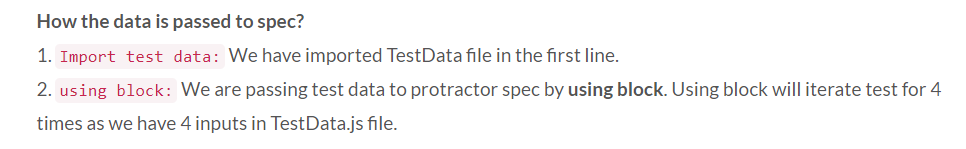 How the data is passed to spec?
1. Import test data: We have imported TestData file in the first line.
2. using block: We are passing test data to protractor spec by using block. Using block will iterate test for 4
times as we have 4 inputs in TestData.js file.